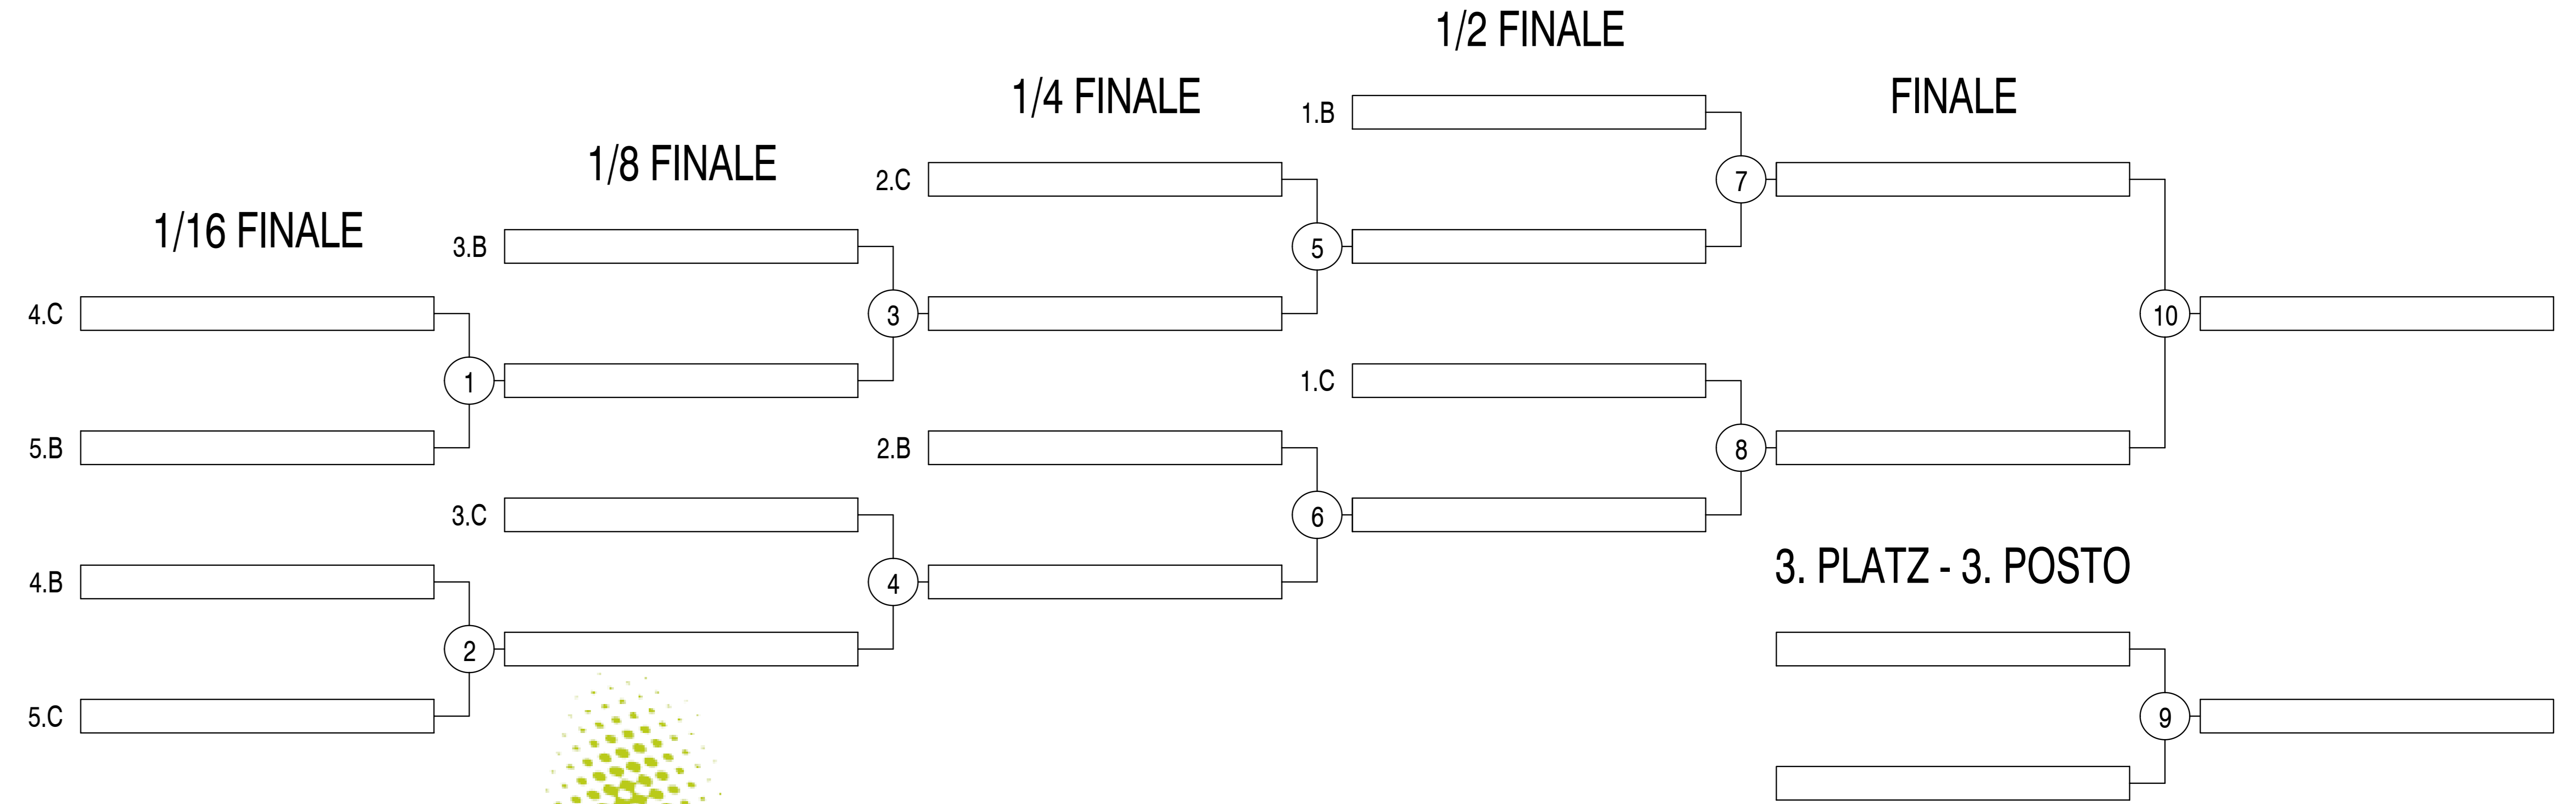 1/2 FINALE
1/4 FINALE
FINALE
1.B
1/8 FINALE
2.C
7
1/16 FINALE
3.B
5
4.C
3
10
1
1.C
5.B
2.B
8
3.C
6
3. PLATZ - 3. POSTO
4.B
4
2
5.C
9